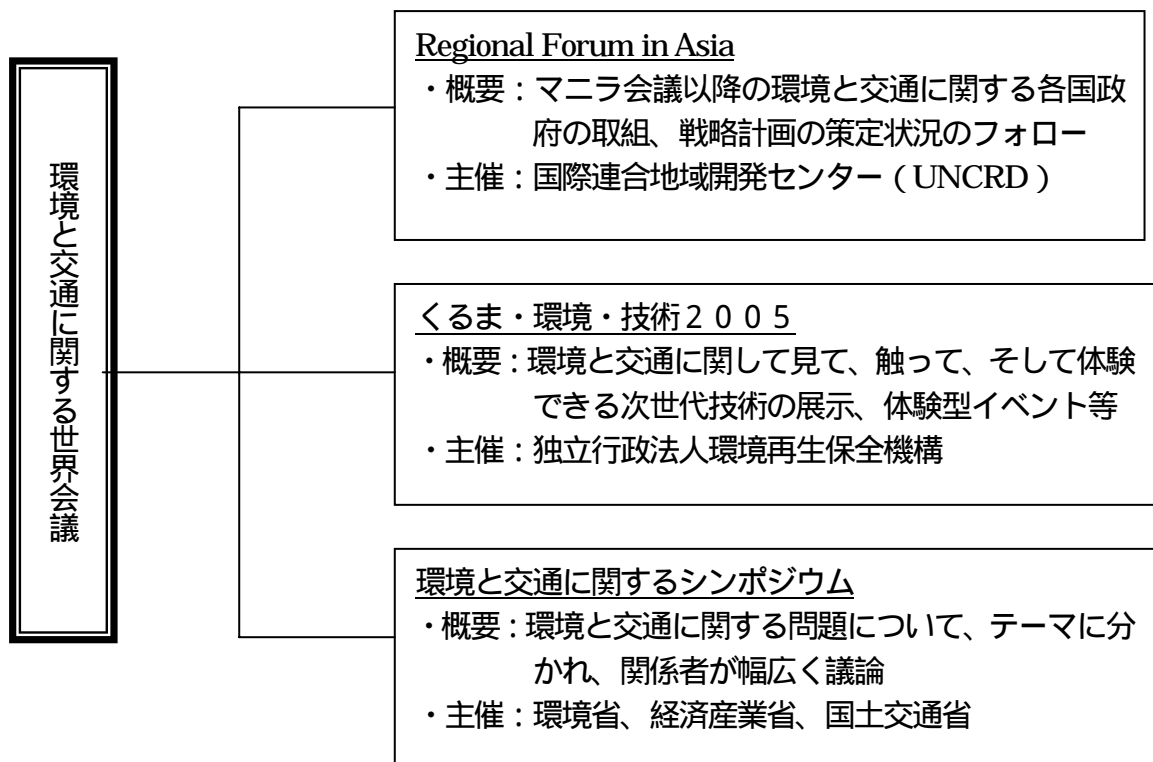 環境と交通に関する世界会議
Regional Forum in Asia
・概要：マニラ会議以降の環境と交通に関する各国政
府の取組、戦略計画の策定状況のフォロー
・主催：国際連合地域開発センター（UNCRD）
くるま・環境・技術２００５
・概要：環境と交通に関して見て、触って、そして体験
できる次世代技術の展示、体験型イベント等
・主催：独立行政法人環境再生保全機構
環境と交通に関するシンポジウム
・概要：環境と交通に関する問題について、テーマに分
かれ、関係者が幅広く議論
・主催：環境省、経済産業省、国土交通省